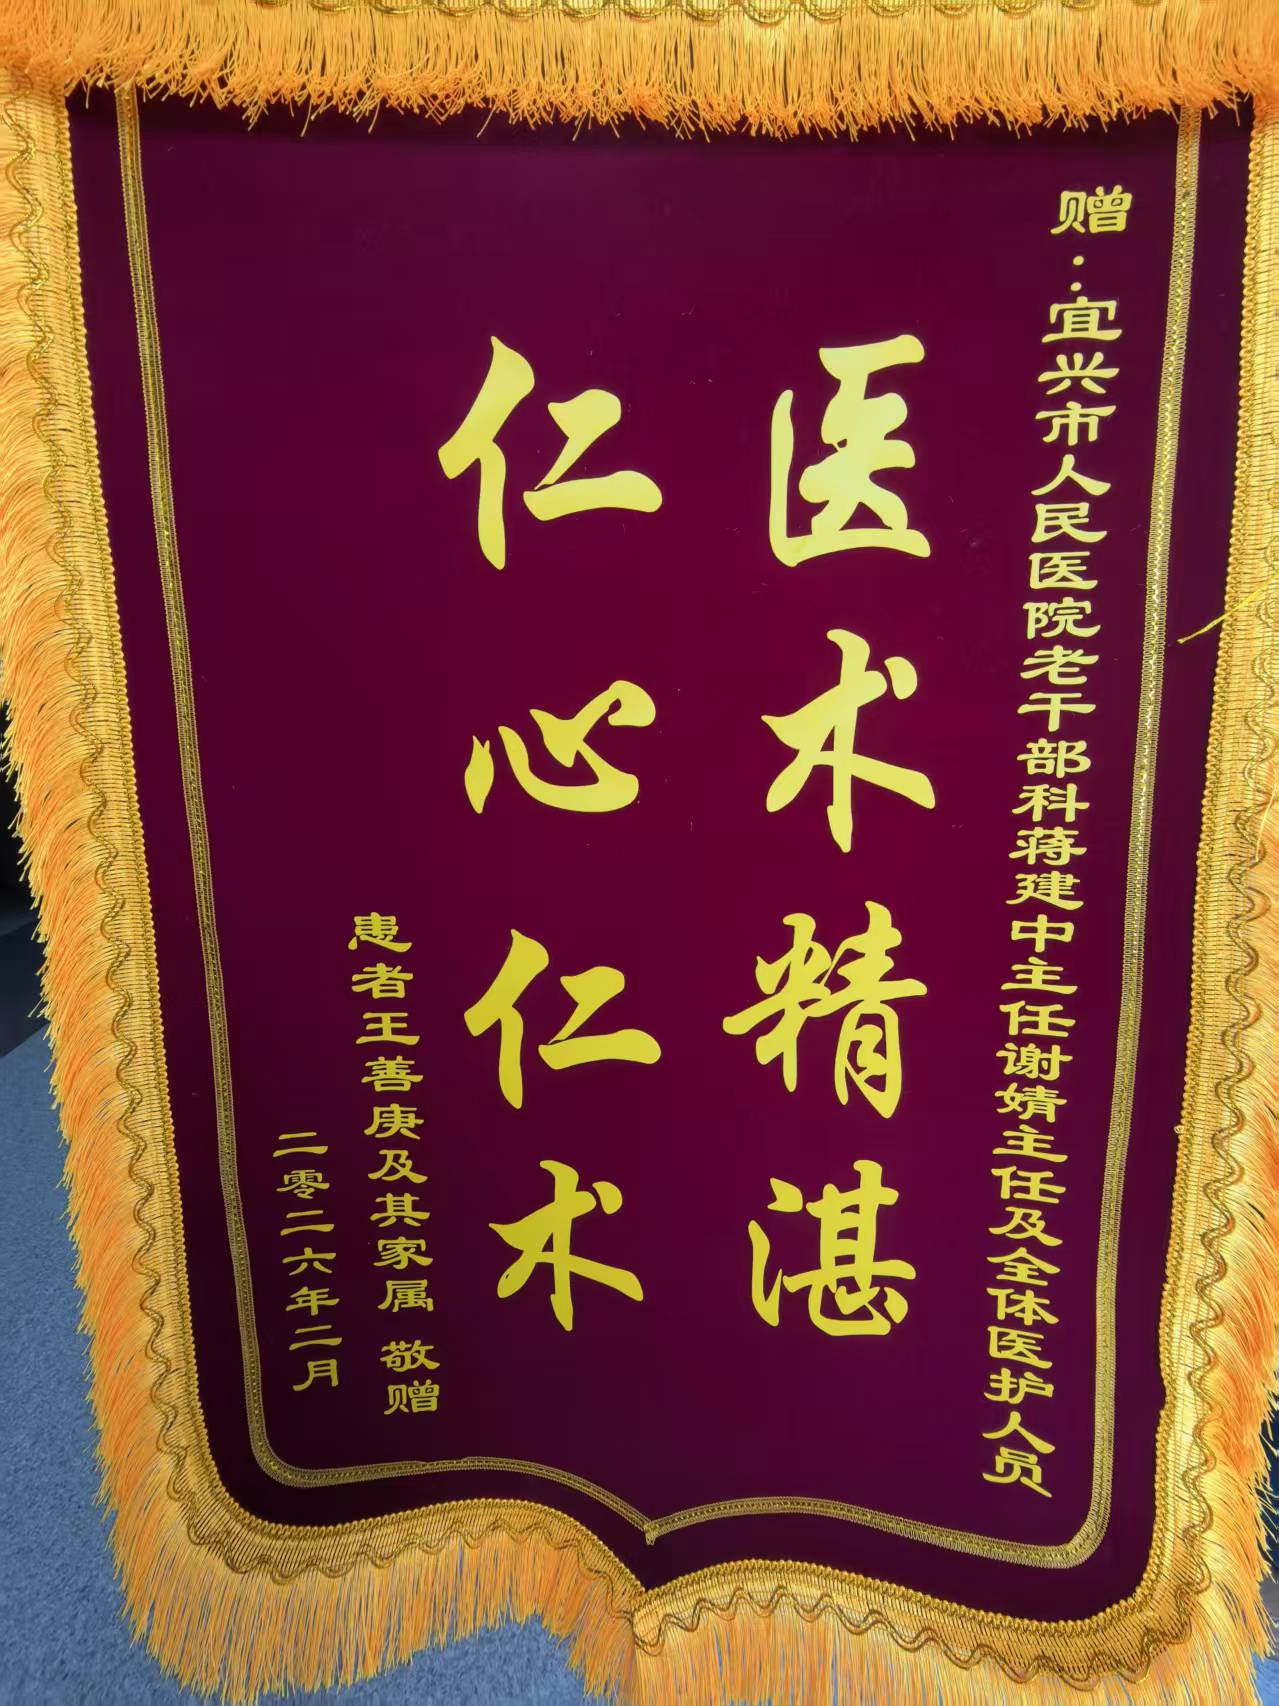 赠：宜兴市人民医院老干部科蒋建中主任谢婧主任及全体医护人员
医术精湛
仁心仁术
患者王善庚及其家属 敬赠
二零二六年二月